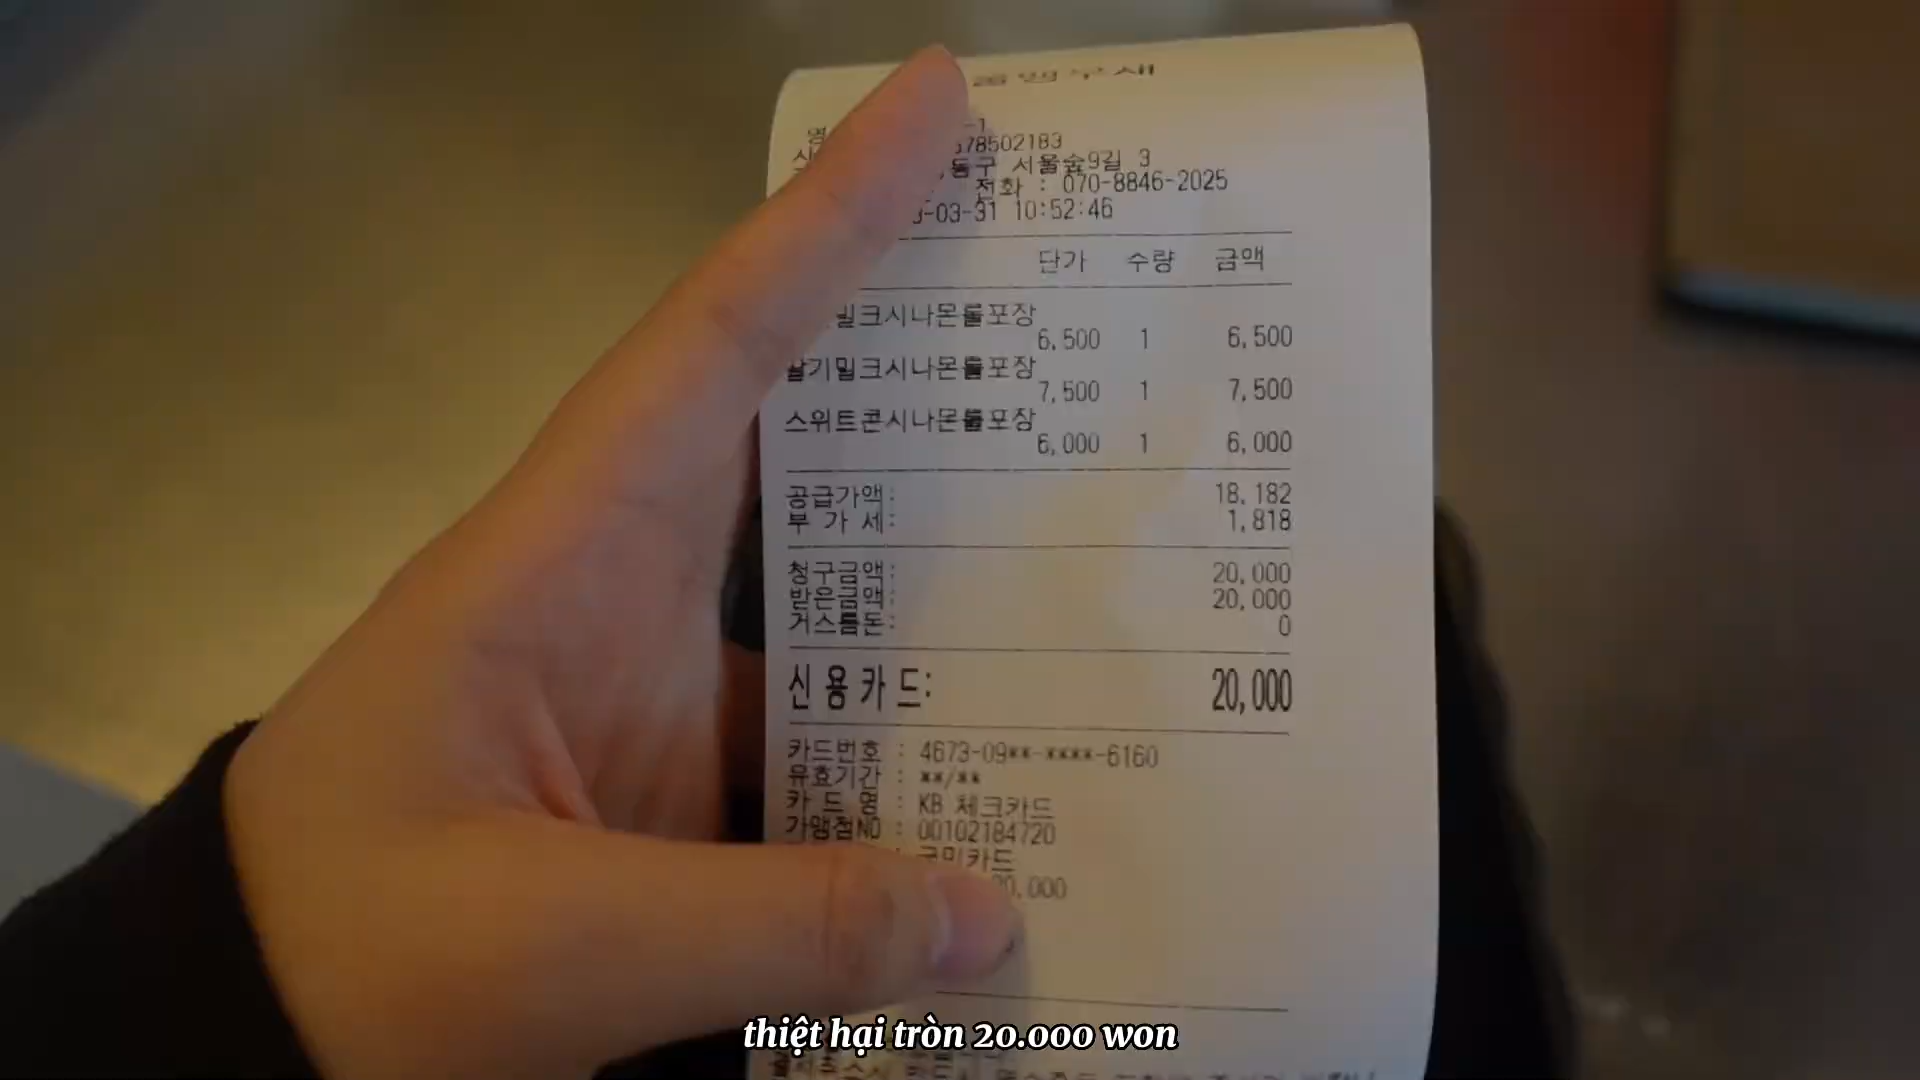 영
-1
78502183
동구 서울숲9길 3
전화 : 070-8846-2025
-03-31 10:52:46
단가 수량 금액
밀크시나몬롤포장
6,500 1 6,500
딸기밀크시나몬롤포장
7,500 1 7,500
스위트콘시나몬롤포장
6,000 1 6,000
공급가액: 18,182
부 가 세: 1,818
청구금액: 20,000
받은금액: 20,000
거스름돈: 0
신용카드: 20,000
카드번호 : 4673-09**-****-6160
유효기간 : **/**
카 드 명 : KB 체크카드
가맹점NO : 00102184720
: 국민카드
20,000
thiệt hại tròn 20.000 won